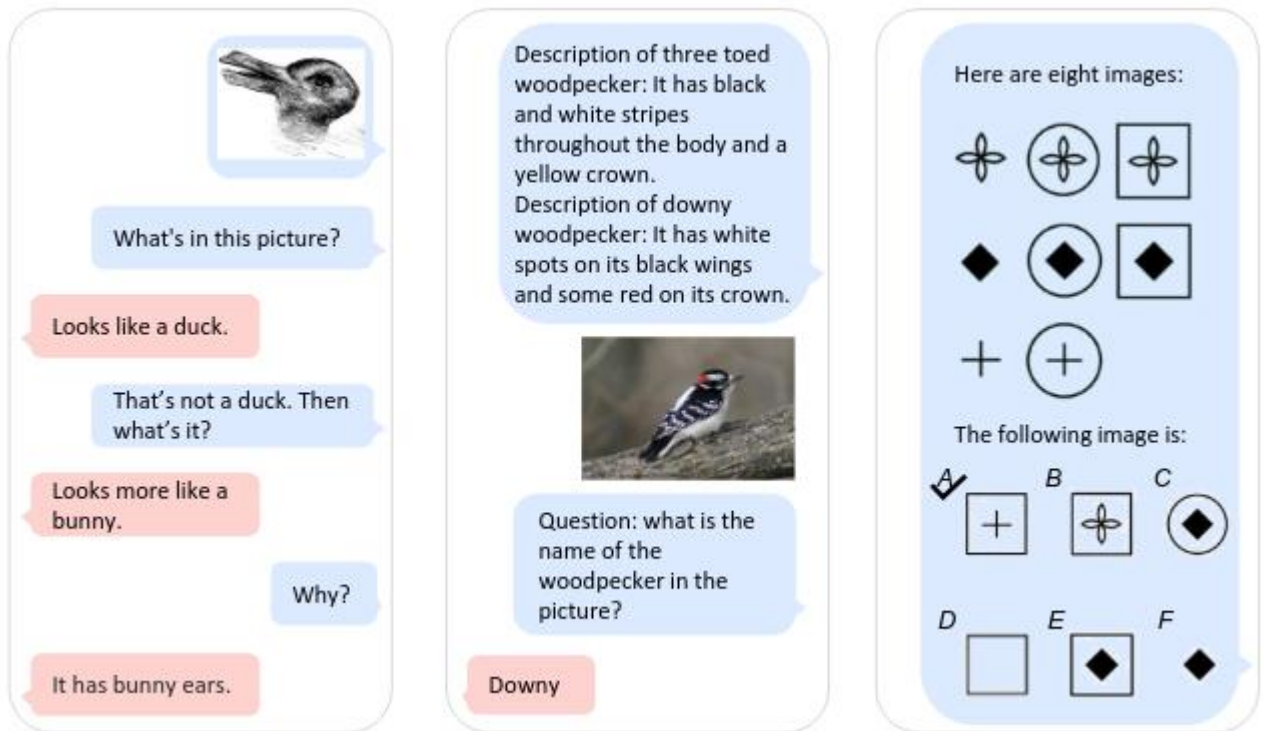 What's in this picture?
Looks like a duck.
That’s not a duck. Then
what’s it?
Looks more like a
bunny.
Why?
It has bunny ears.
Description of three toed
woodpecker: It has black
and white stripes
throughout the body and a
yellow crown.
Description of downy
woodpecker: It has white
spots on its black wings
and some red on its crown.
Question: what is the
name of the
woodpecker in the
picture?
Downy
Here are eight images:
The following image is:
A B C
D E F